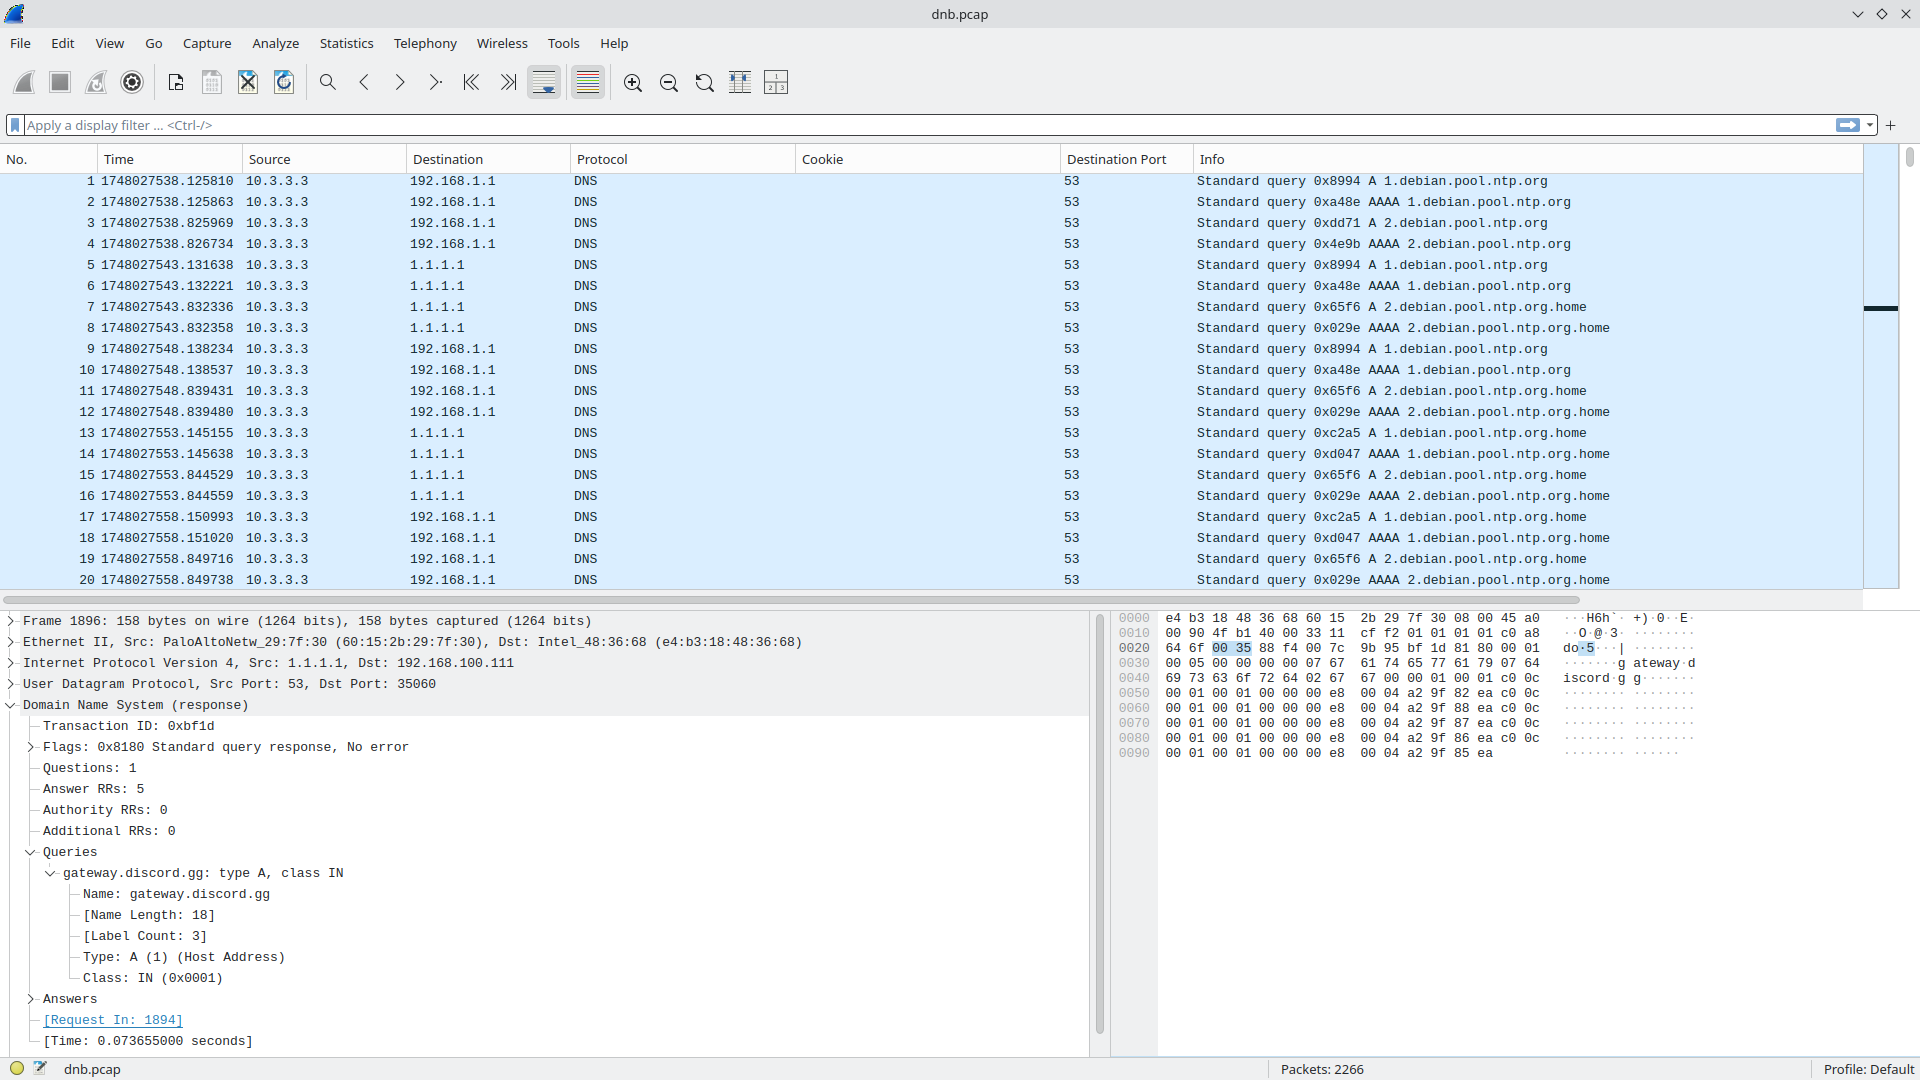 dnb.pcap
File Edit View Go Capture Analyze Statistics Telephony Wireless Tools Help
Apply a display filter ... <Ctrl-/>
No. Time Source Destination Protocol Cookie Destination Port Info
1 1748027538.125810 10.3.3.3 192.168.1.1 DNS 53 Standard query 0x8994 A 1.debian.pool.ntp.org
2 1748027538.125863 10.3.3.3 192.168.1.1 DNS 53 Standard query 0xa48e AAAA 1.debian.pool.ntp.org
3 1748027538.825969 10.3.3.3 192.168.1.1 DNS 53 Standard query 0xdd71 A 2.debian.pool.ntp.org
4 1748027538.826734 10.3.3.3 192.168.1.1 DNS 53 Standard query 0x4e9b AAAA 2.debian.pool.ntp.org
5 1748027543.131638 10.3.3.3 1.1.1.1 DNS 53 Standard query 0x8994 A 1.debian.pool.ntp.org
6 1748027543.132221 10.3.3.3 1.1.1.1 DNS 53 Standard query 0xa48e AAAA 1.debian.pool.ntp.org
7 1748027543.832336 10.3.3.3 1.1.1.1 DNS 53 Standard query 0x65f6 A 2.debian.pool.ntp.org.home
8 1748027543.832358 10.3.3.3 1.1.1.1 DNS 53 Standard query 0x029e AAAA 2.debian.pool.ntp.org.home
9 1748027548.138234 10.3.3.3 192.168.1.1 DNS 53 Standard query 0x8994 A 1.debian.pool.ntp.org
10 1748027548.138537 10.3.3.3 192.168.1.1 DNS 53 Standard query 0xa48e AAAA 1.debian.pool.ntp.org
11 1748027548.839431 10.3.3.3 192.168.1.1 DNS 53 Standard query 0x65f6 A 2.debian.pool.ntp.org.home
12 1748027548.839480 10.3.3.3 192.168.1.1 DNS 53 Standard query 0x029e AAAA 2.debian.pool.ntp.org.home
13 1748027553.145155 10.3.3.3 1.1.1.1 DNS 53 Standard query 0xc2a5 A 1.debian.pool.ntp.org.home
14 1748027553.145638 10.3.3.3 1.1.1.1 DNS 53 Standard query 0xd047 AAAA 1.debian.pool.ntp.org.home
15 1748027553.844529 10.3.3.3 1.1.1.1 DNS 53 Standard query 0x65f6 A 2.debian.pool.ntp.org.home
16 1748027553.844559 10.3.3.3 1.1.1.1 DNS 53 Standard query 0x029e AAAA 2.debian.pool.ntp.org.home
17 1748027558.150993 10.3.3.3 192.168.1.1 DNS 53 Standard query 0xc2a5 A 1.debian.pool.ntp.org.home
18 1748027558.151020 10.3.3.3 192.168.1.1 DNS 53 Standard query 0xd047 AAAA 1.debian.pool.ntp.org.home
19 1748027558.849716 10.3.3.3 192.168.1.1 DNS 53 Standard query 0x65f6 A 2.debian.pool.ntp.org.home
20 1748027558.849738 10.3.3.3 192.168.1.1 DNS 53 Standard query 0x029e AAAA 2.debian.pool.ntp.org.home
Frame 1896: 158 bytes on wire (1264 bits), 158 bytes captured (1264 bits)
Ethernet II, Src: PaloAltoNetw_29:7f:30 (60:15:2b:29:7f:30), Dst: Intel_48:36:68 (e4:b3:18:48:36:68)
Internet Protocol Version 4, Src: 1.1.1.1, Dst: 192.168.100.111
User Datagram Protocol, Src Port: 53, Dst Port: 35060
Domain Name System (response)
Transaction ID: 0xbf1d
Flags: 0x8180 Standard query response, No error
Questions: 1
Answer RRs: 5
Authority RRs: 0
Additional RRs: 0
Queries
gateway.discord.gg: type A, class IN
Name: gateway.discord.gg
[Name Length: 18]
[Label Count: 3]
Type: A (1) (Host Address)
Class: IN (0x0001)
Answers
[Request In: 1894]
[Time: 0.073655000 seconds]
0000 e4 b3 18 48 36 68 60 15 2b 29 7f 30 08 00 45 a0 ···H6h`· +)·0··E·
0010 00 90 4f b1 40 00 33 11 cf f2 01 01 01 01 c0 a8 ··O·@·3· ········
0020 64 6f 00 35 88 f4 00 7c 9b 95 bf 1d 81 80 00 01 do·5···| ········
0030 00 05 00 00 00 00 07 67 61 74 65 77 61 79 07 64 ·······g ateway·d
0040 69 73 63 6f 72 64 02 67 67 00 00 01 00 01 c0 0c iscord·g g·······
0050 00 01 00 01 00 00 00 e8 00 04 a2 9f 82 ea c0 0c ········ ········
0060 00 01 00 01 00 00 00 e8 00 04 a2 9f 88 ea c0 0c ········ ········
0070 00 01 00 01 00 00 00 e8 00 04 a2 9f 87 ea c0 0c ········ ········
0080 00 01 00 01 00 00 00 e8 00 04 a2 9f 86 ea c0 0c ········ ········
0090 00 01 00 01 00 00 00 e8 00 04 a2 9f 85 ea ········ ······
dnb.pcap Packets: 2266 Profile: Default